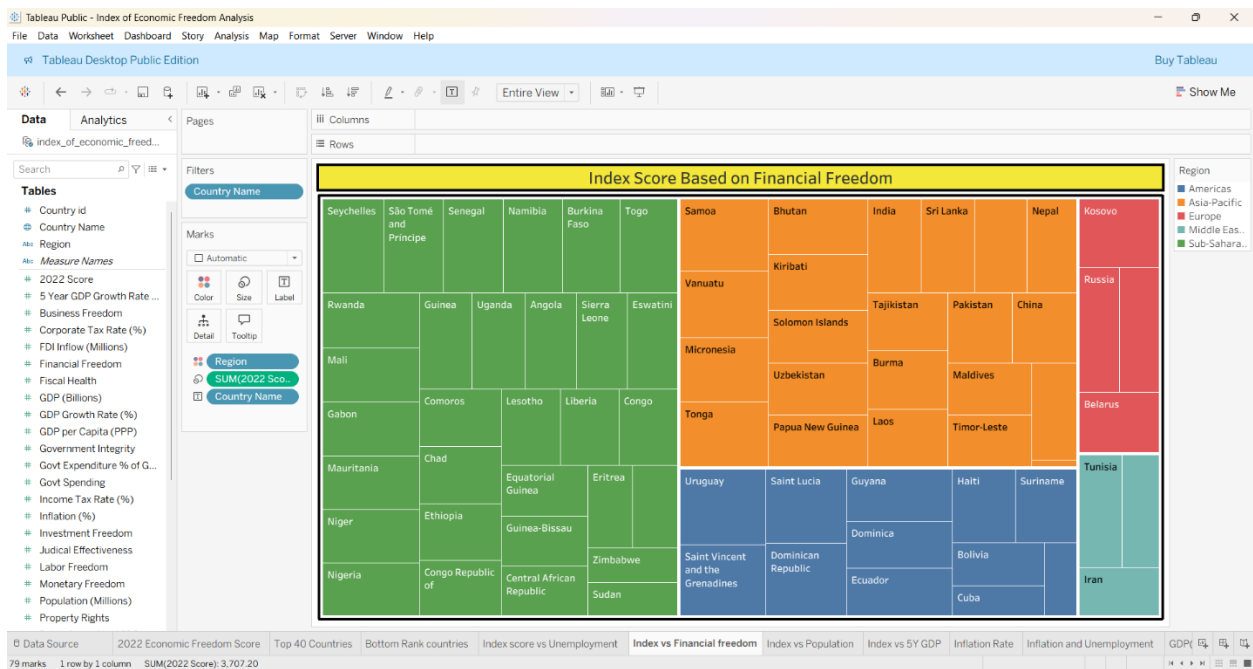 Tableau Public - Index of Economic Freedom Analysis
File Data Worksheet Dashboard Story Analysis Map Format Server Window Help
Tableau Desktop Public Edition
Buy Tableau
Entire View
Show Me
Data
Analytics
index_of_economic_freed...
Search
Tables
Country id
Country Name
Abc Region
Abc Measure Names
2022 Score
5 Year GDP Growth Rate ...
Business Freedom
Corporate Tax Rate (%)
FDI Inflow (Millions)
Financial Freedom
Fiscal Health
GDP (Billions)
GDP Growth Rate (%)
GDP per Capita (PPP)
Government Integrity
Govt Expenditure % of G...
Govt Spending
Income Tax Rate (%)
Inflation (%)
Investment Freedom
Judical Effectiveness
Labor Freedom
Monetary Freedom
Population (Millions)
Property Rights
Pages
Filters
Country Name
Marks
Automatic
Color
Size
Label
Detail
Tooltip
Region
SUM(2022 Sco..
Country Name
Columns
Rows
Index Score Based on Financial Freedom
Seychelles
São Tomé
and
Príncipe
Senegal
Namibia
Burkina
Faso
Togo
Rwanda
Guinea
Uganda
Angola
Sierra
Leone
Eswatini
Mali
Gabon
Comoros
Lesotho
Liberia
Congo
Mauritania
Chad
Equatorial
Guinea
Eritrea
Niger
Ethiopia
Guinea-Bissau
Zimbabwe
Nigeria
Congo Republic
of
Central African
Republic
Sudan
Samoa
Bhutan
India
Sri Lanka
Nepal
Vanuatu
Kiribati
Micronesia
Solomon Islands
Tajikistan
Pakistan
China
Tonga
Uzbekistan
Burma
Maldives
Papua New Guinea
Laos
Timor-Leste
Uruguay
Saint Lucia
Guyana
Haiti
Suriname
Saint Vincent
and the
Grenadines
Dominican
Republic
Dominica
Ecuador
Bolivia
Cuba
Kosovo
Russia
Belarus
Tunisia
Iran
Region
Americas
Asia-Pacific
Europe
Middle Eas..
Sub-Sahara..
Data Source
2022 Economic Freedom Score
Top 40 Countries
Bottom Rank countries
Index score vs Unemployment
Index vs Financial freedom
Index vs Population
Index vs 5Y GDP
Inflation Rate
Inflation and Unemployment
79 marks 1 row by 1 column SUM(2022 Score): 3,707.20